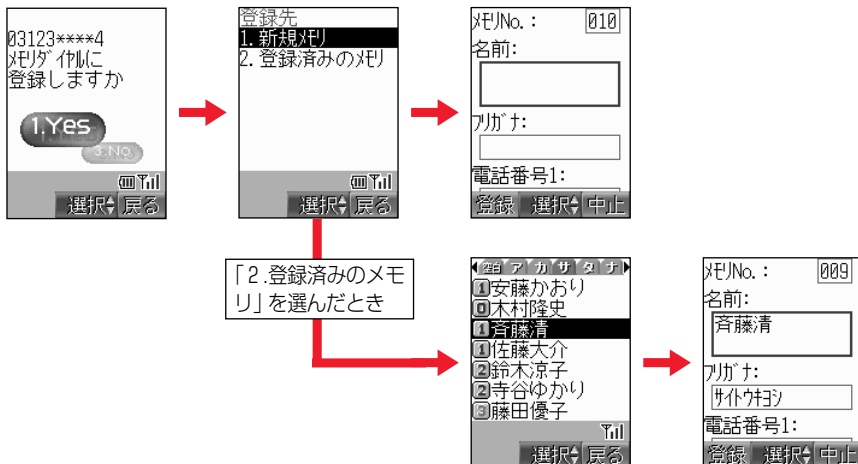 03123****4
ﾒﾓﾘﾀﾞｲﾔﾙに
登録しますか
1.Yes
3.No
選択 戻る
登録先
1.新規ﾒﾓﾘ
2.登録済みのﾒﾓﾘ
選択 戻る
ﾒﾓﾘNo.: 010
名前:
ﾌﾘｶﾞﾅ:
電話番号1:
登録 選択 中止
「2.登録済みのメモ
リ」を選んだとき
空白 ア カ サ タ ナ
1安藤かおり
0木村隆史
1斉藤清
1佐藤大介
2鈴木涼子
2寺谷ゆかり
3藤田優子
選択 戻る
ﾒﾓﾘNo.: 009
名前:
斉藤清
ﾌﾘｶﾞﾅ:
ｻｲﾄｳｷﾖｼ
電話番号1:
登録 選択 中止